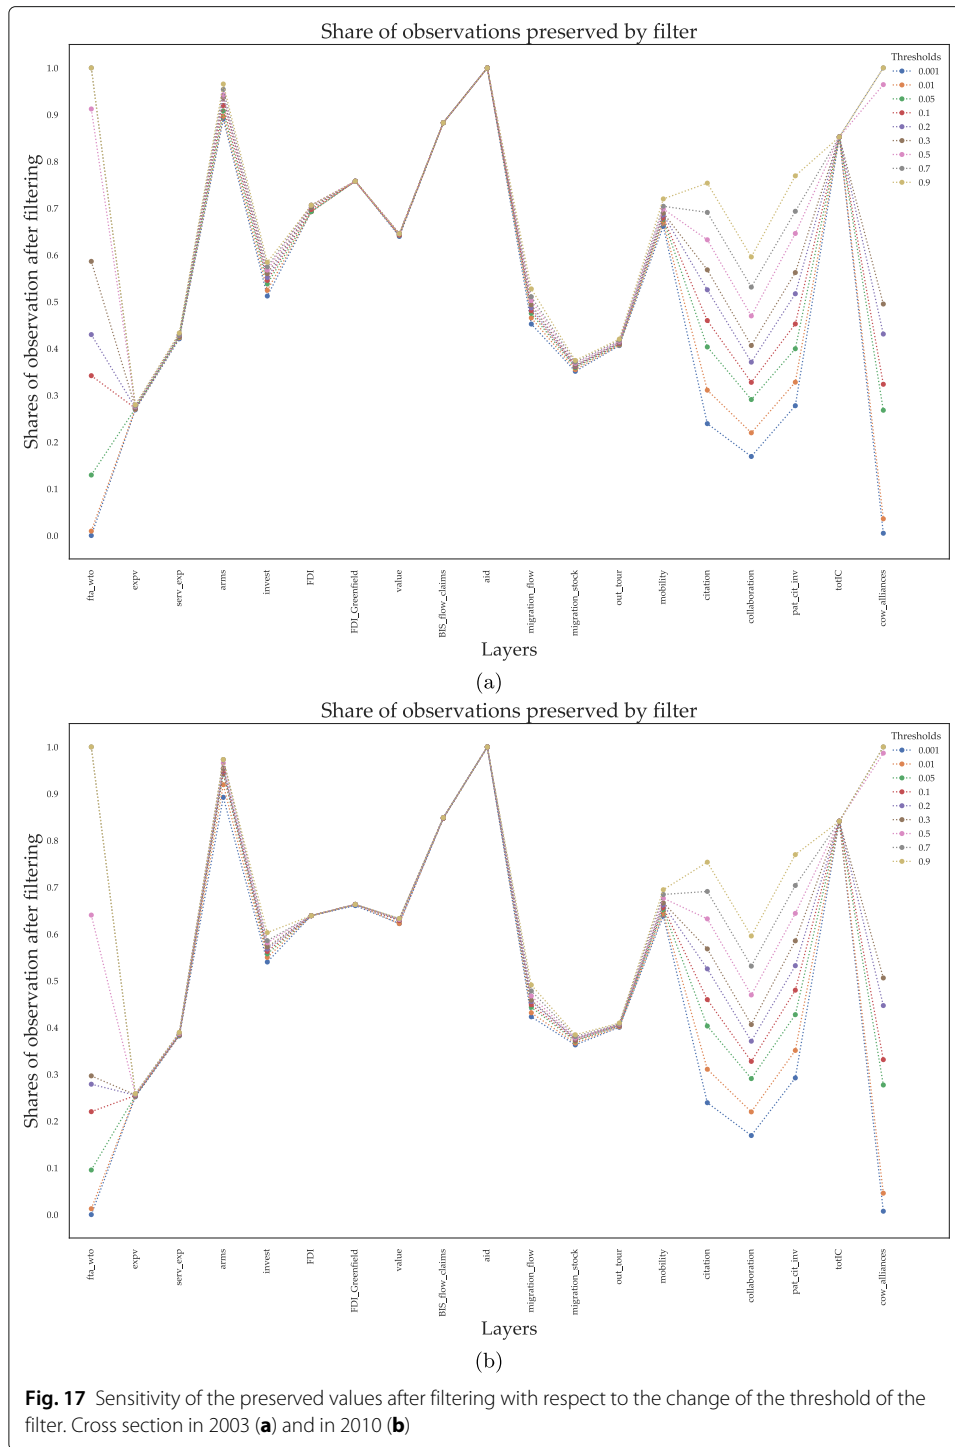 Share of observations preserved by filter
Thresholds
0.001
0.01
0.05
0.1
0.2
0.3
0.5
0.7
0.9
1.0
0.9
0.8
0.7
0.6
0.5
0.4
0.3
0.2
0.1
0.0
Shares of observation after filtering
fta_wto
expv
serv_exp
arms
invest
FDI
FDI_Greenfield
value
BIS_flow_claims
aid
migration_flow
migration_stock
out_tour
mobility
citation
collaboration
pat_cit_inv
totIC
cow_alliances
Layers
(a)
Share of observations preserved by filter
Thresholds
0.001
0.01
0.05
0.1
0.2
0.3
0.5
0.7
0.9
1.0
0.9
0.8
0.7
0.6
0.5
0.4
0.3
0.2
0.1
0.0
Shares of observation after filtering
fta_wto
expv
serv_exp
arms
invest
FDI
FDI_Greenfield
value
BIS_flow_claims
aid
migration_flow
migration_stock
out_tour
mobility
citation
collaboration
pat_cit_inv
totIC
cow_alliances
Layers
(b)
Fig. 17 Sensitivity of the preserved values after filtering with respect to the change of the threshold of the
filter. Cross section in 2003 (a) and in 2010 (b)